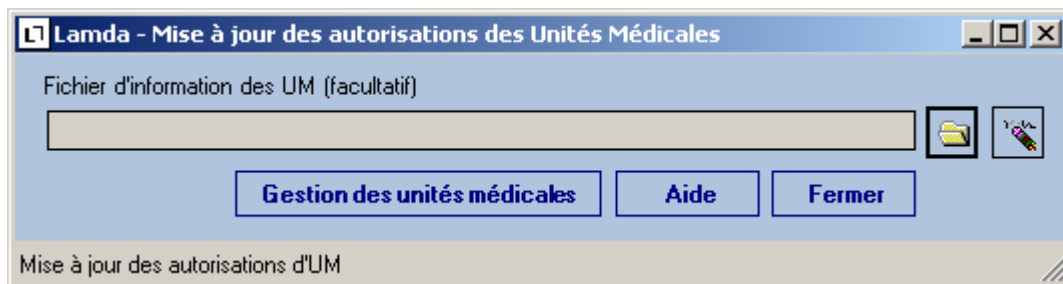 Lamda - Mise à jour des autorisations des Unités Médicales
Fichier d'information des UM (facultatif)
Gestion des unités médicales Aide Fermer
Mise à jour des autorisations d'UM